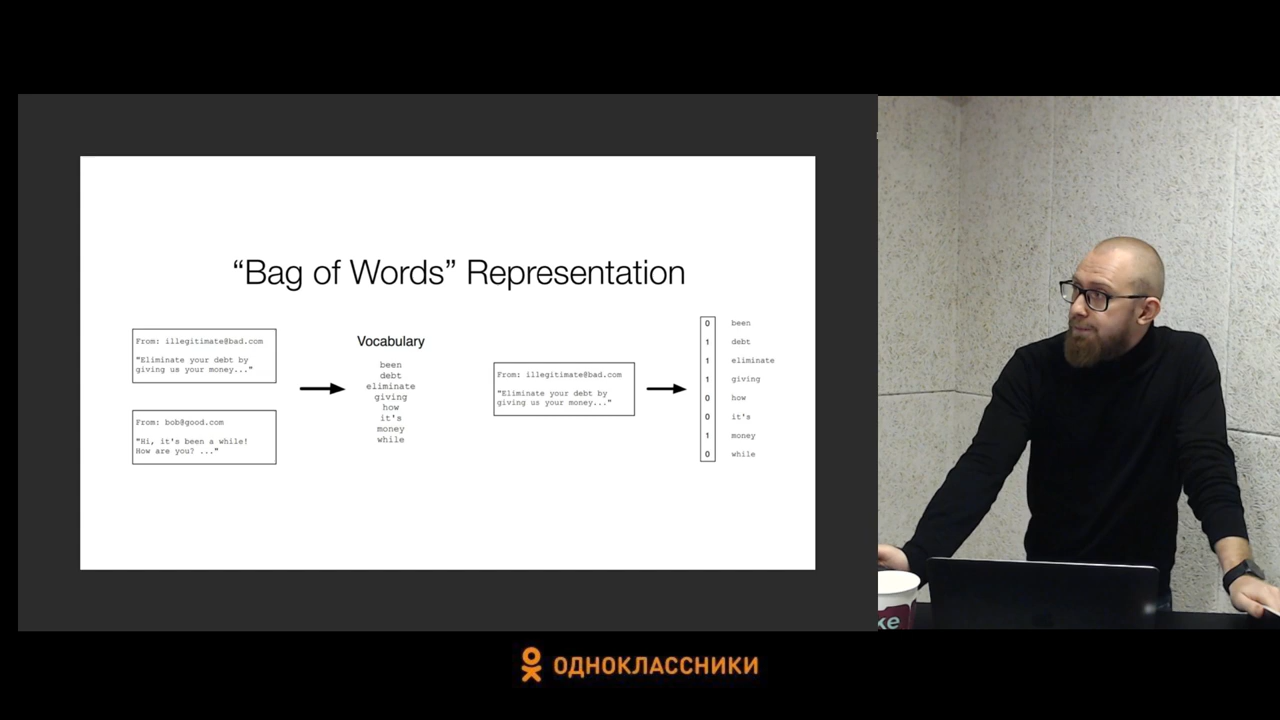 “Bag of Words” Representation
From: illegitimate@bad.com
"Eliminate your debt by
giving us your money..."
From: bob@good.com
"Hi, it's been a while!
How are you? ..."
Vocabulary
been
debt
eliminate
giving
how
it's
money
while
From: illegitimate@bad.com
"Eliminate your debt by
giving us your money..."
0 been
1 debt
1 eliminate
1 giving
0 how
0 it's
1 money
0 while
ke
ОДНОКЛАССНИКИ